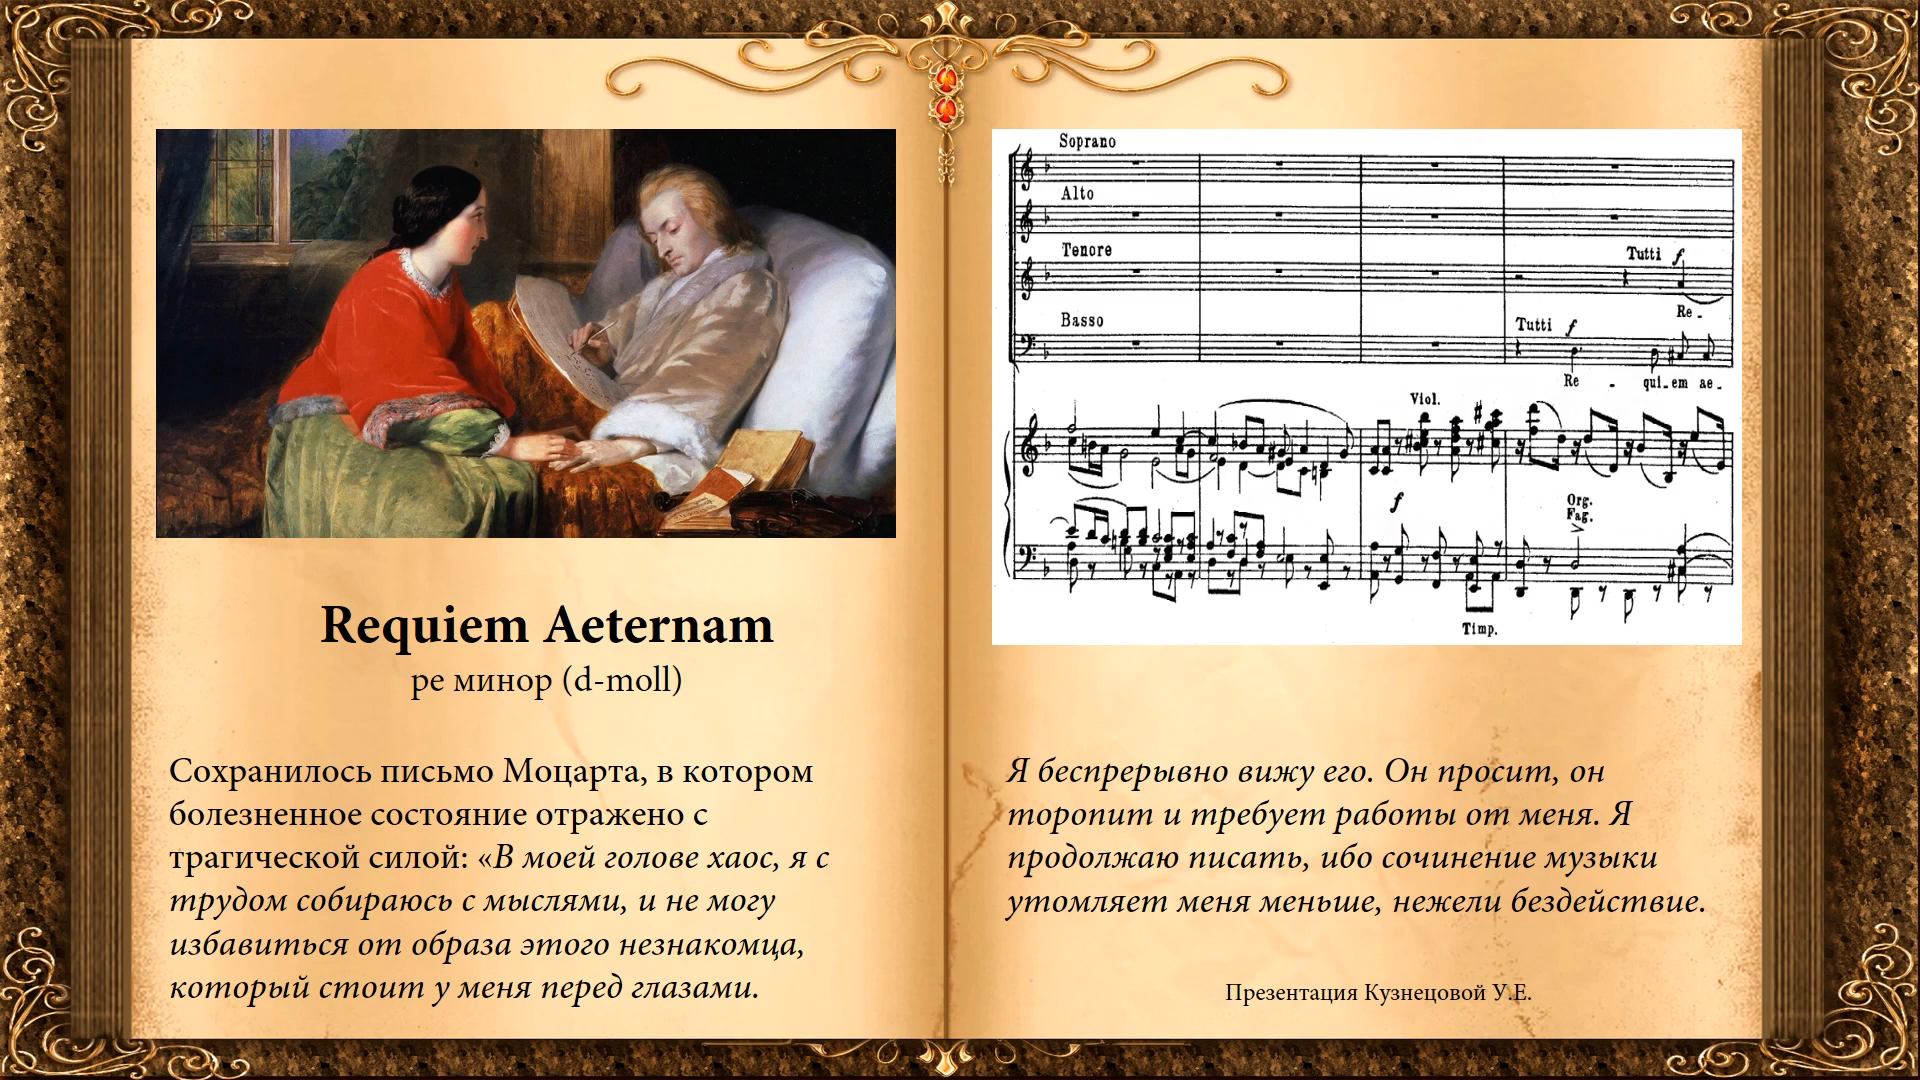 Requiem Aeternam
ре минор (d-moll)
Сохранилось письмо Моцарта, в котором
болезненное состояние отражено с
трагической силой: «В моей голове хаос, я с
трудом собираюсь с мыслями, и не могу
избавиться от образа этого незнакомца,
который стоит у меня перед глазами.
Soprano
Alto
Tenore
Tutti f
Re -
Basso
Tutti f
Re - qui-em ae -
Viol.
f
Org.
Fag.
Timp.
Я беспрерывно вижу его. Он просит, он
торопит и требует работы от меня. Я
продолжаю писать, ибо сочинение музыки
утомляет меня меньше, нежели бездействие.
Презентация Кузнецовой У.Е.